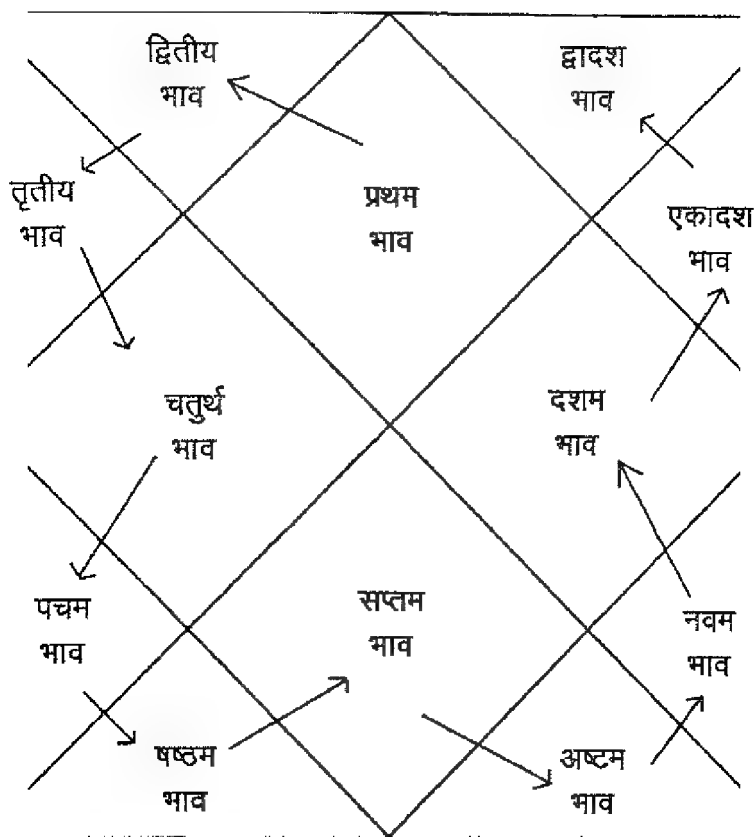 द्वितीय
भाव
द्वादश
भाव
तृतीय
भाव
प्रथम
भाव
एकादश
भाव
चतुर्थ
भाव
दशम
भाव
पचम
भाव
सप्तम
भाव
नवम
भाव
षष्ठम
भाव
अष्टम
भाव